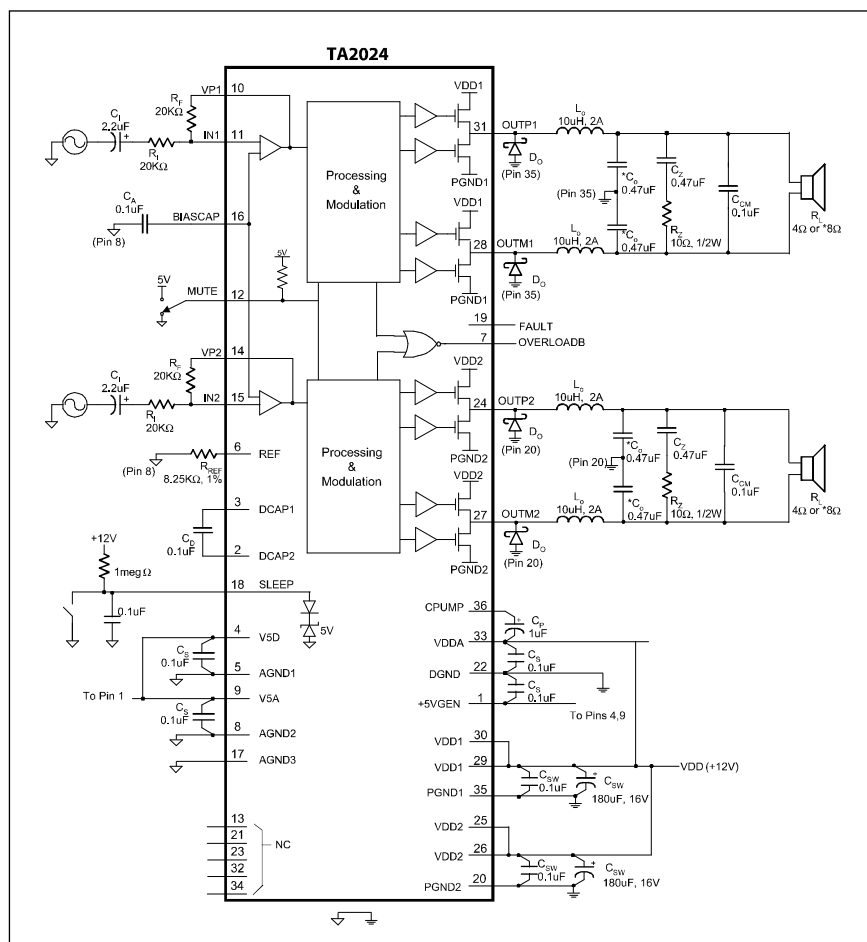 TA2024
VP1 10
R_F
20KΩ
C_I
2.2uF
+
IN1 11
R_I
20KΩ
C_A
0.1uF
BIASCAP 16
(Pin 8)
5V
5V
MUTE 12
Processing
&
Modulation
VDD1
31
OUTP1
L_o
10uH, 2A
PGND1
D_O
(Pin 35)
*C_o
0.47uF
(Pin 35)
C_Z
0.47uF
C_CM
0.1uF
R_L
4Ω or *8Ω
*C_o
0.47uF
R_Z
10Ω, 1/2W
VDD1
28
OUTM1
L_o
10uH, 2A
PGND1
D_O
(Pin 35)
19
FAULT
7
OVERLOADB
VP2 14
R_F
20KΩ
C_I
2.2uF
+
IN2 15
R_I
20KΩ
6 REF
(Pin 8)
R_REF
8.25KΩ, 1%
3 DCAP1
C_D
0.1uF
2 DCAP2
Processing
&
Modulation
VDD2
24
OUTP2
L_o
10uH, 2A
PGND2
D_O
(Pin 20)
*C_o
0.47uF
(Pin 20)
C_Z
0.47uF
C_CM
0.1uF
R_L
4Ω or *8Ω
*C_o
0.47uF
R_Z
10Ω, 1/2W
VDD2
27
OUTM2
L_o
10uH, 2A
PGND2
D_O
(Pin 20)
+12V
1meg Ω
18 SLEEP
0.1uF
5V
4 V5D
C_S
0.1uF
5 AGND1
To Pin 1
9 V5A
C_S
0.1uF
8 AGND2
17 AGND3
CPUMP 36
+
C_P
1uF
VDDA 33
C_S
0.1uF
DGND 22
C_S
0.1uF
+5VGEN 1
To Pins 4,9
VDD1 30
VDD1 29
VDD (+12V)
C_SW
0.1uF
+
C_SW
180uF, 16V
PGND1 35
VDD2 25
VDD2 26
C_SW
0.1uF
+
C_SW
180uF, 16V
PGND2 20
13
21
23
32
34
NC